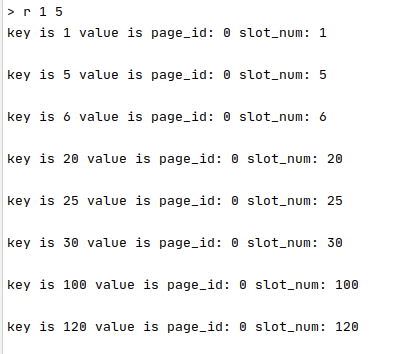 > r 1 5
key is 1 value is page_id: 0 slot_num: 1
key is 5 value is page_id: 0 slot_num: 5
key is 6 value is page_id: 0 slot_num: 6
key is 20 value is page_id: 0 slot_num: 20
key is 25 value is page_id: 0 slot_num: 25
key is 30 value is page_id: 0 slot_num: 30
key is 100 value is page_id: 0 slot_num: 100
key is 120 value is page_id: 0 slot_num: 120